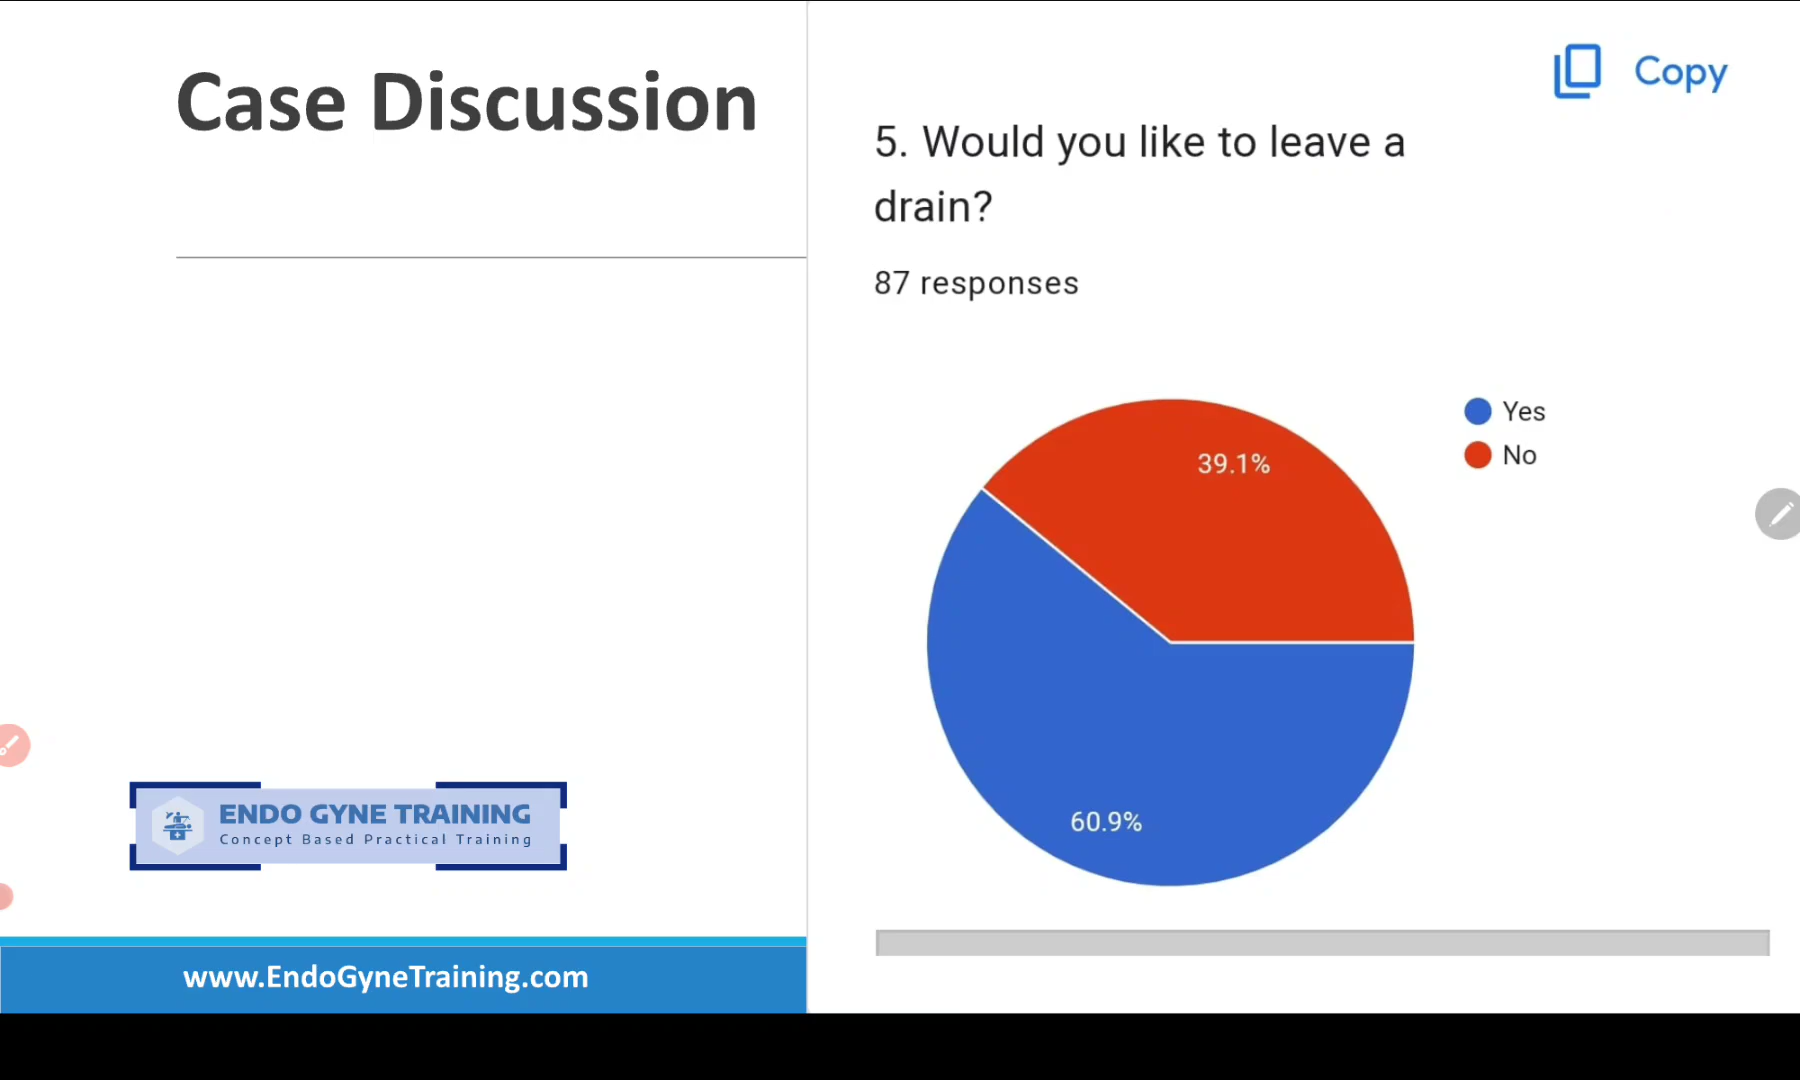 Case Discussion
Copy
5. Would you like to leave a
drain?
87 responses
Yes
No
39.1%
60.9%
ENDO GYNE TRAINING
Concept Based Practical Training
www.EndoGyneTraining.com